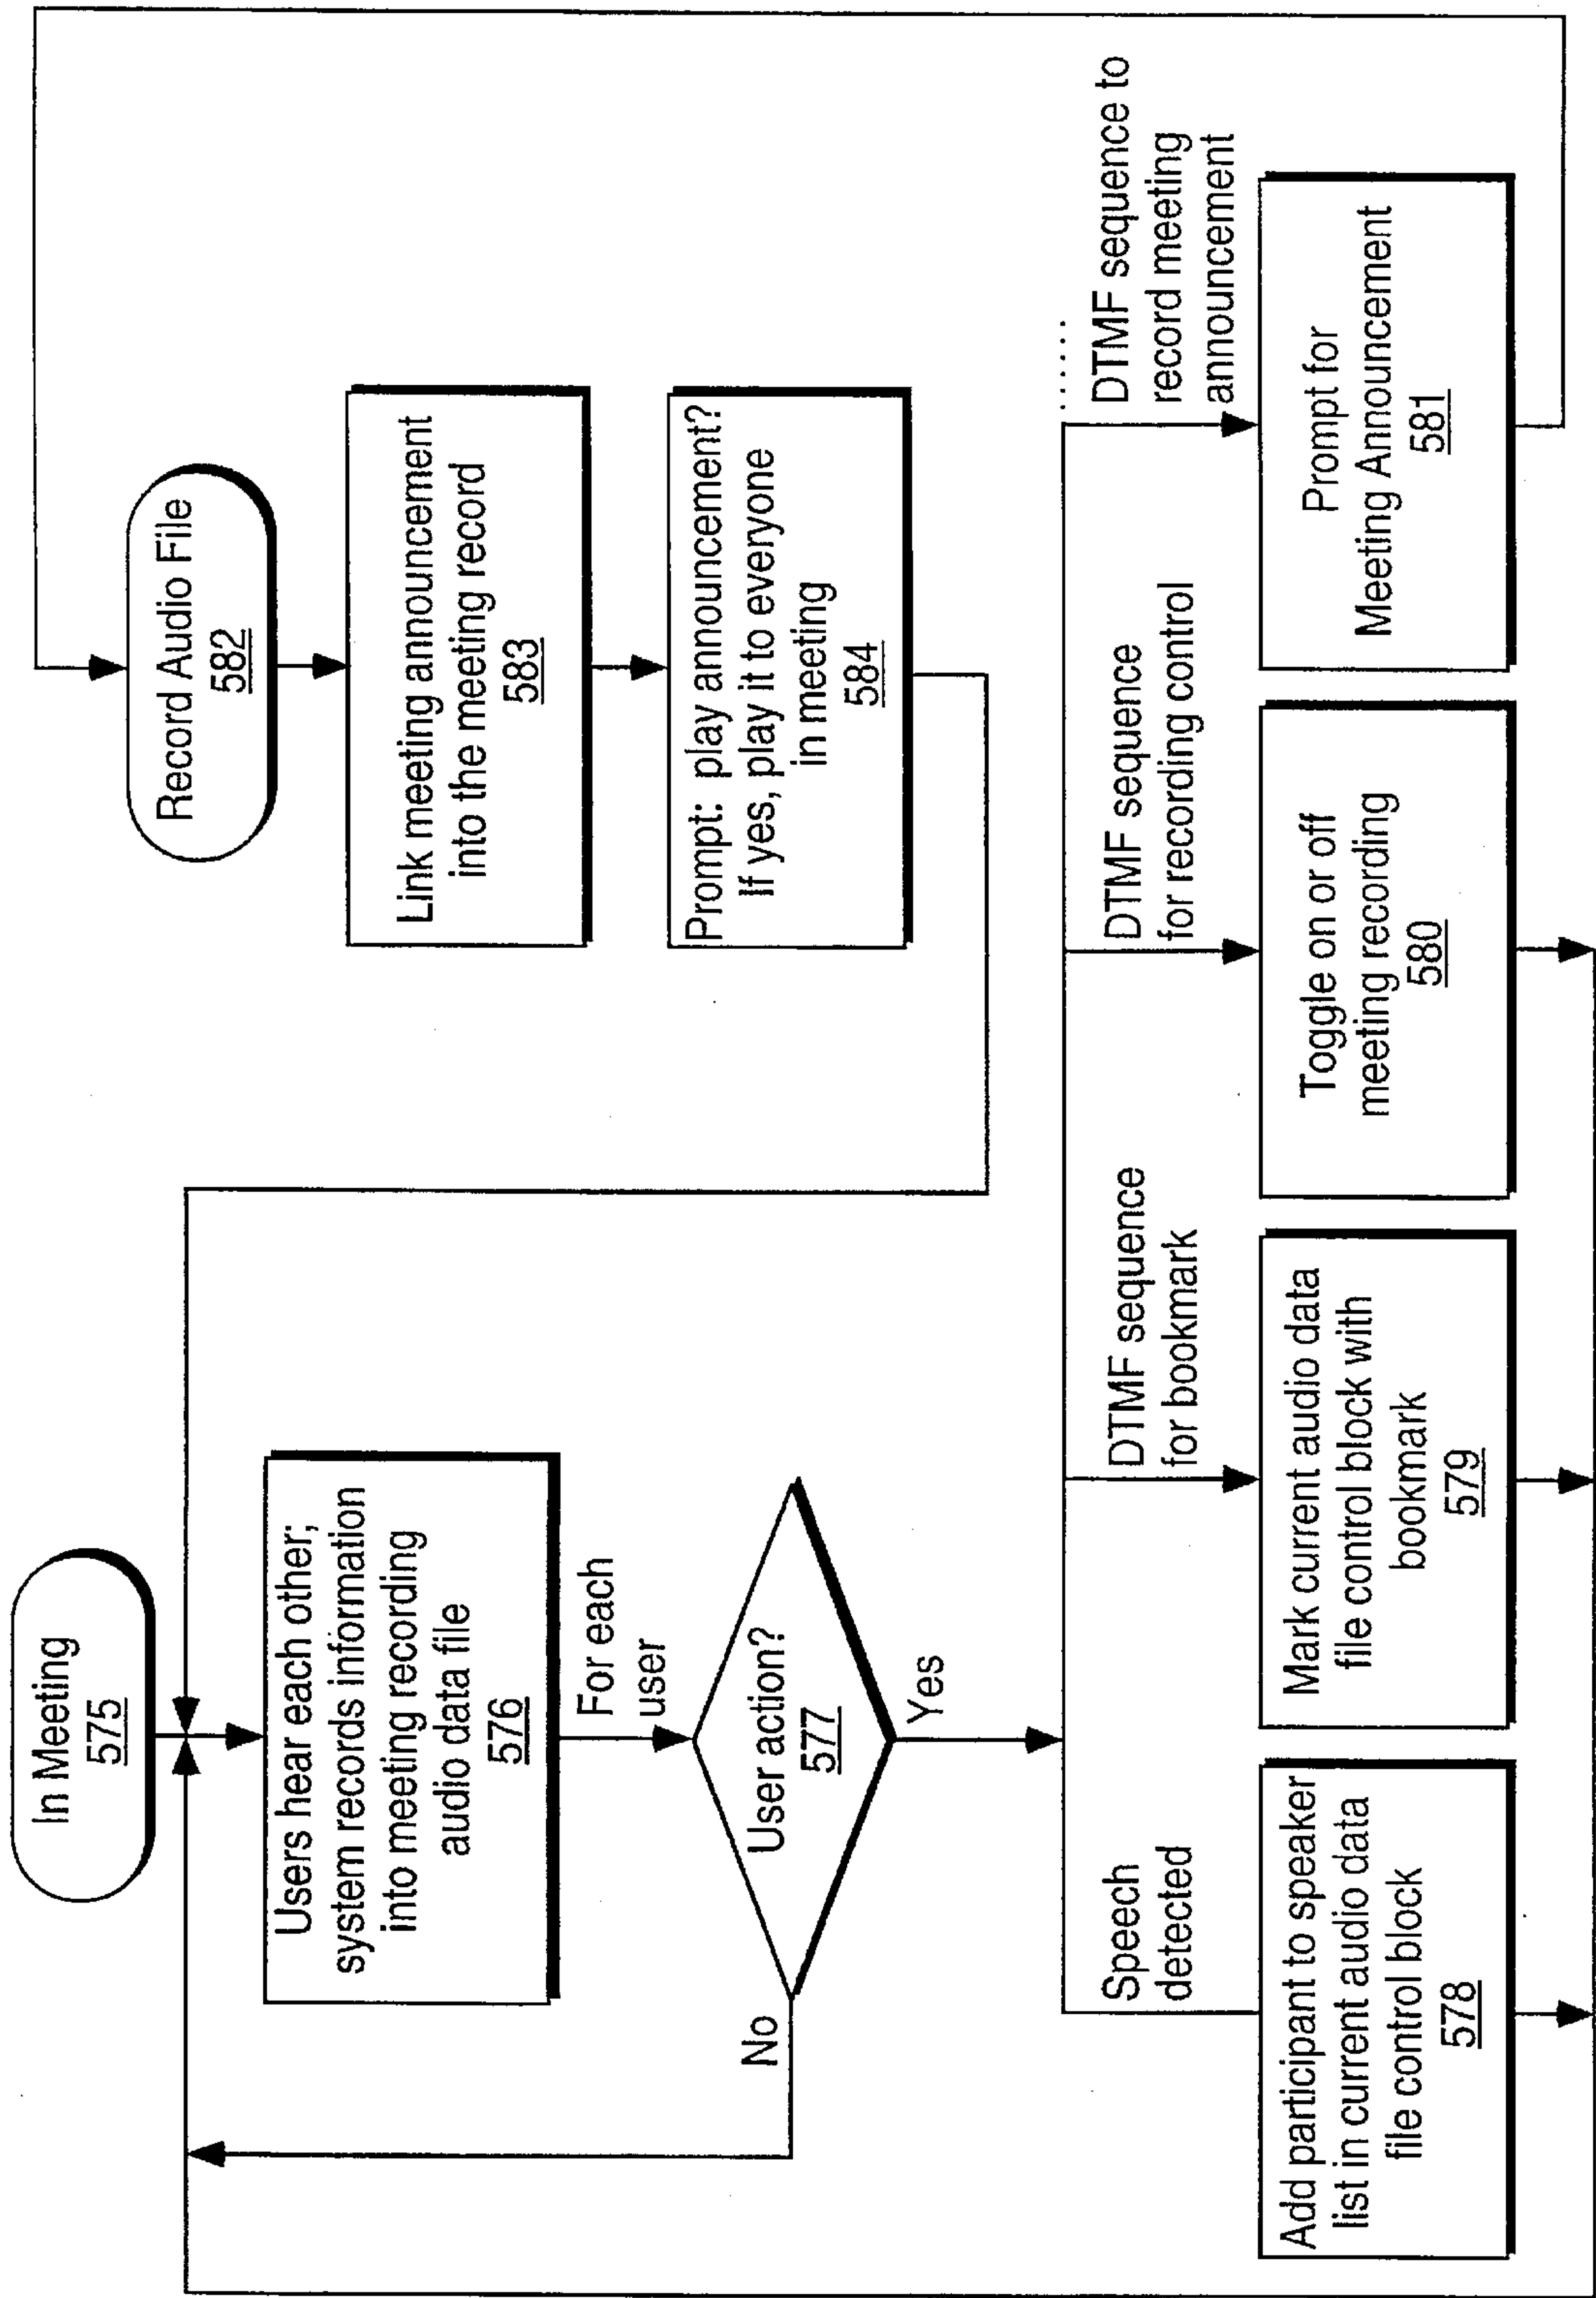 In Meeting
575
Users hear each other;
system records information
into meeting recording
audio data file
576
For each
user
User action?
577
No
Yes
Speech
detected
Add participant to speaker
list in current audio data
file control block
578
DTMF sequence
for bookmark
Mark current audio data
file control block with
bookmark
579
DTMF sequence
for recording control
Toggle on or off
meeting recording
580
......
DTMF sequence to
record meeting
announcement
Prompt for
Meeting Announcement
581
Record Audio File
582
Link meeting announcement
into the meeting record
583
Prompt: play announcement?
If yes, play it to everyone
in meeting
584